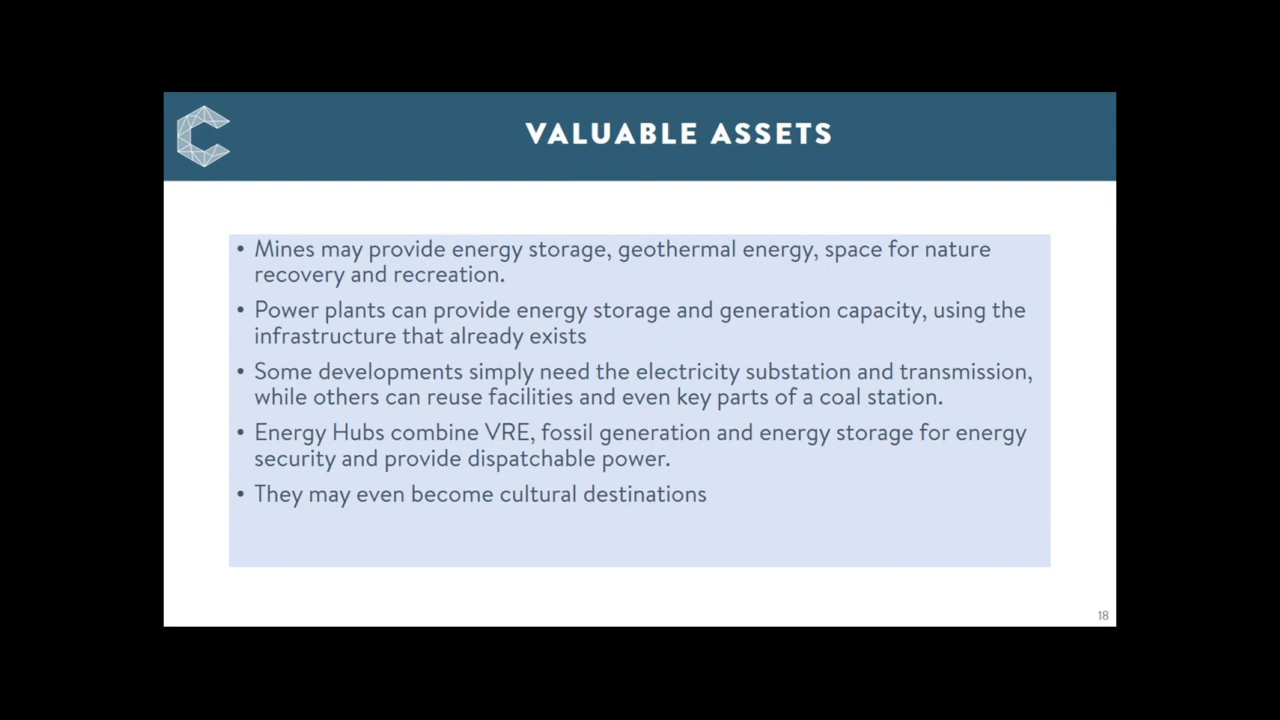 VALUABLE ASSETS
• Mines may provide energy storage, geothermal energy, space for nature
recovery and recreation.
• Power plants can provide energy storage and generation capacity, using the
infrastructure that already exists
• Some developments simply need the electricity substation and transmission,
while others can reuse facilities and even key parts of a coal station.
• Energy Hubs combine VRE, fossil generation and energy storage for energy
security and provide dispatchable power.
• They may even become cultural destinations
18